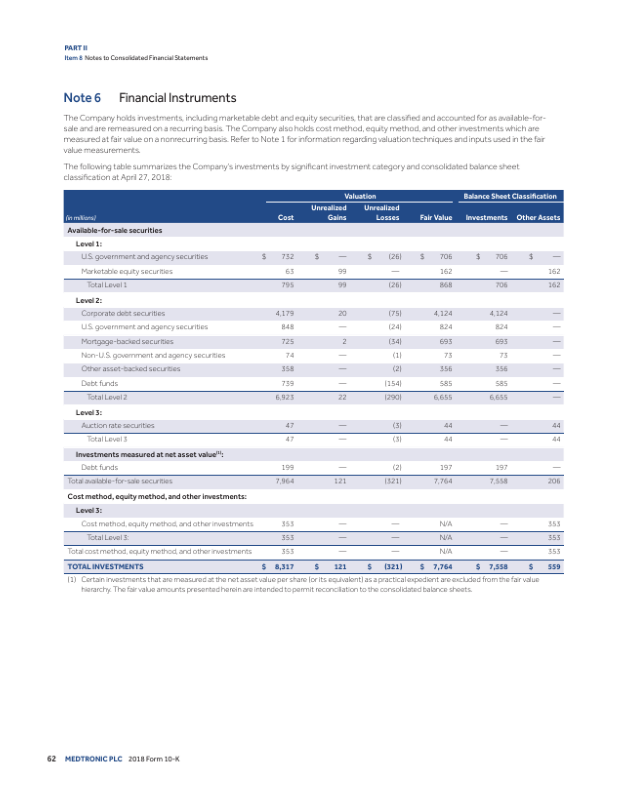 PART II
Item 8 Notes to Consolidated Financial Statements
Note 6 Financial Instruments
The Company holds investments, including marketable debt and equity securities, that are classified and accounted for as available-for-
sale and are remeasured on a recurring basis. The Company also holds cost method, equity method, and other investments which are
measured at fair value on a nonrecurring basis. Refer to Note 1 for information regarding valuation techniques and inputs used in the fair
value measurements.
The following table summarizes the Company's investments by significant investment category and consolidated balance sheet
classification at April 27, 2018:
Valuation Balance Sheet Classification
(in millions) Cost Unrealized Gains Unrealized Losses Fair Value Investments Other Assets
Available-for-sale securities
Level 1:
U.S. government and agency securities $ 732 $ — $ (26) $ 706 $ 706 $ —
Marketable equity securities 63 99 — 162 — 162
Total Level 1 795 99 (26) 868 706 162
Level 2:
Corporate debt securities 4,179 20 (75) 4,124 4,124 —
U.S. government and agency securities 848 — (24) 824 824 —
Mortgage-backed securities 725 2 (34) 693 693 —
Non-U.S. government and agency securities 74 — (1) 73 73 —
Other asset-backed securities 358 — (2) 356 356 —
Debt funds 739 — (154) 585 585 —
Total Level 2 6,923 22 (290) 6,655 6,655 —
Level 3:
Auction rate securities 47 — (3) 44 — 44
Total Level 3 47 — (3) 44 — 44
Investments measured at net asset value(1):
Debt funds 199 — (2) 197 197 —
Total available-for-sale securities 7,964 121 (321) 7,764 7,558 206
Cost method, equity method, and other investments:
Level 3:
Cost method, equity method, and other investments 353 — — N/A — 353
Total Level 3: 353 — — N/A — 353
Total cost method, equity method, and other investments 353 — — N/A — 353
TOTAL INVESTMENTS $ 8,317 $ 121 $ (321) $ 7,764 $ 7,558 $ 559
(1) Certain investments that are measured at the net asset value per share (or its equivalent) as a practical expedient are excluded from the fair value
hierarchy. The fair value amounts presented herein are intended to permit reconciliation to the consolidated balance sheets.
62 MEDTRONIC PLC 2018 Form 10-K